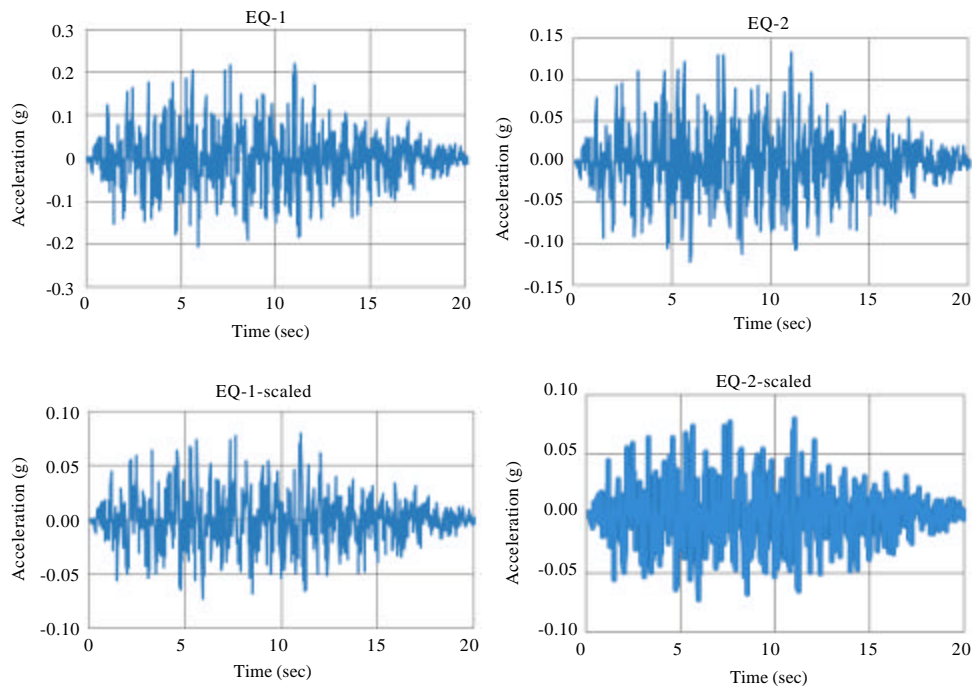 EQ-1
0.3
0.2
0.1
0
-0.1
-0.2
-0.3
Acceleration (g)
0 5 10 15 20
Time (sec)
EQ-2
0.15
0.10
0.05
0.00
-0.05
-0.10
-0.15
Acceleration (g)
0 5 10 15 20
Time (sec)
EQ-1-scaled
0.10
0.05
0.00
-0.05
-0.10
Acceleration (g)
0 5 10 15 20
Time (sec)
EQ-2-scaled
0.10
0.05
0.00
-0.05
-0.10
Acceleration (g)
0 5 10 15 20
Time (sec)